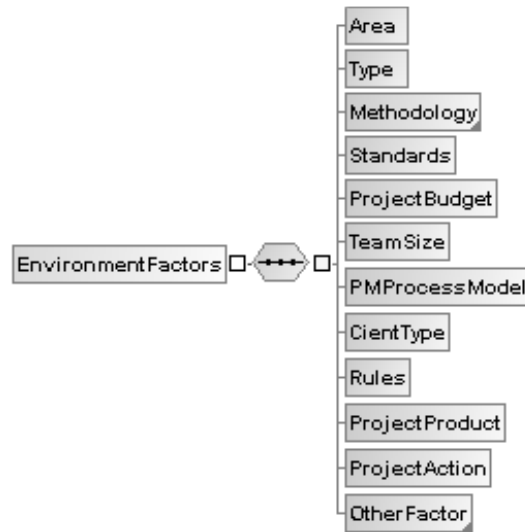 Area
Type
Methodology
Standards
ProjectBudget
TeamSize
EnvironmentFactors
PMProcessModel
CientType
Rules
ProjectProduct
ProjectAction
OtherFactor